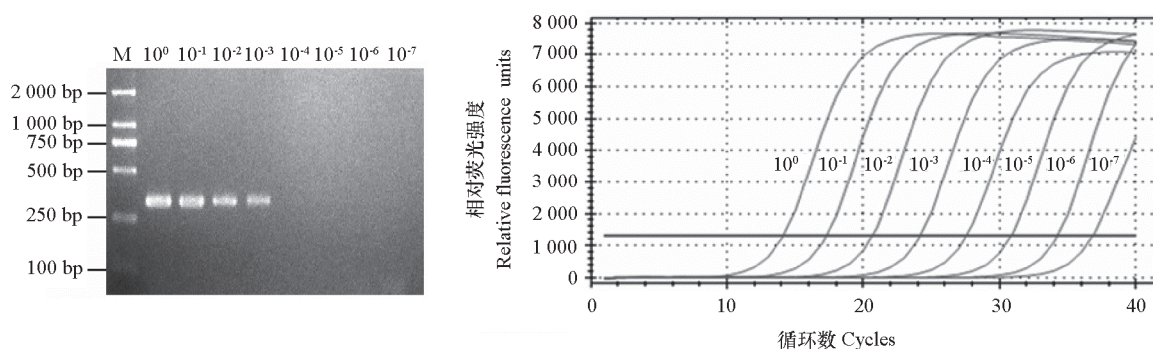 M 10⁰ 10⁻¹ 10⁻² 10⁻³ 10⁻⁴ 10⁻⁵ 10⁻⁶ 10⁻⁷
2 000 bp
1 000 bp
750 bp
500 bp
250 bp
100 bp
相对荧光强度
Relative fluorescence units
8 000
7 000
6 000
5 000
4 000
3 000
2 000
1 000
0
10⁰ 10⁻¹ 10⁻² 10⁻³ 10⁻⁴ 10⁻⁵ 10⁻⁶ 10⁻⁷
0 10 20 30 40
循环数 Cycles